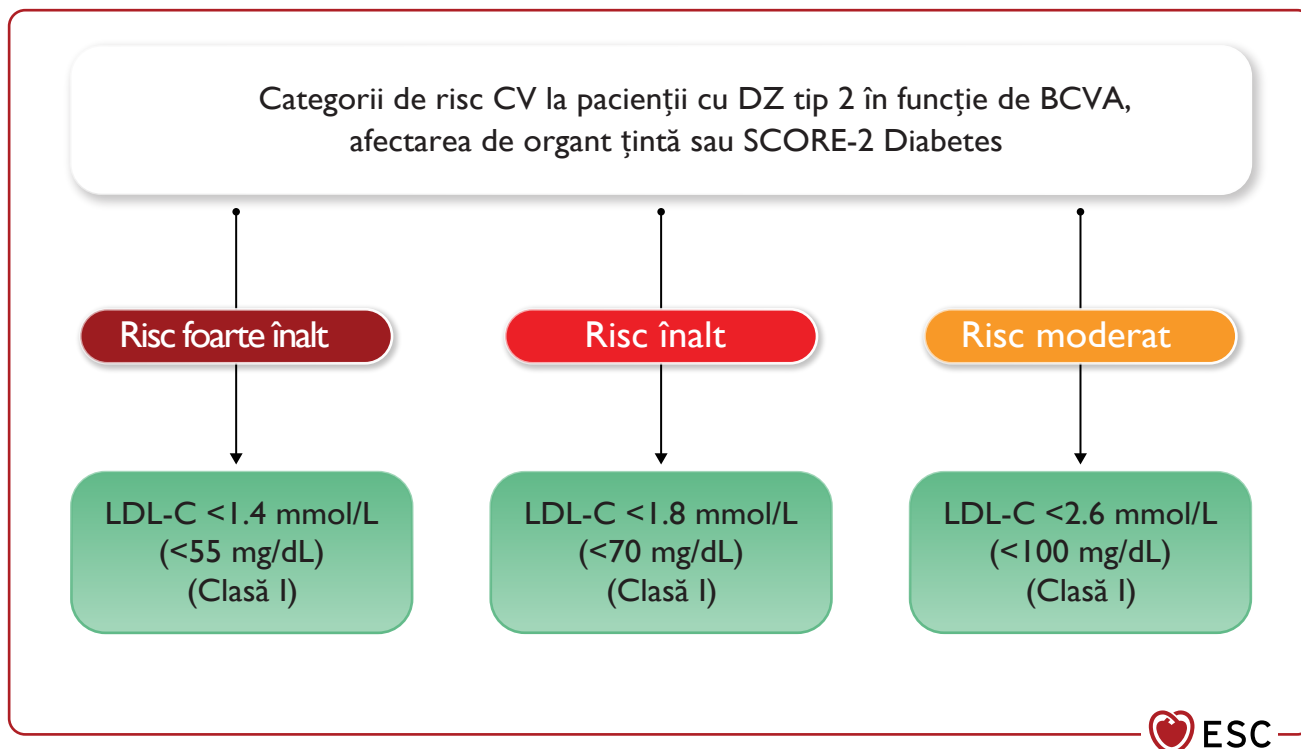 Categorii de risc CV la pacienții cu DZ tip 2 în funcție de BCVA,
afectarea de organt țintă sau SCORE-2 Diabetes
Risc foarte înalt
Risc înalt
Risc moderat
LDL-C <1.4 mmol/L
(<55 mg/dL)
(Clasă I)
LDL-C <1.8 mmol/L
(<70 mg/dL)
(Clasă I)
LDL-C <2.6 mmol/L
(<100 mg/dL)
(Clasă I)
ESC